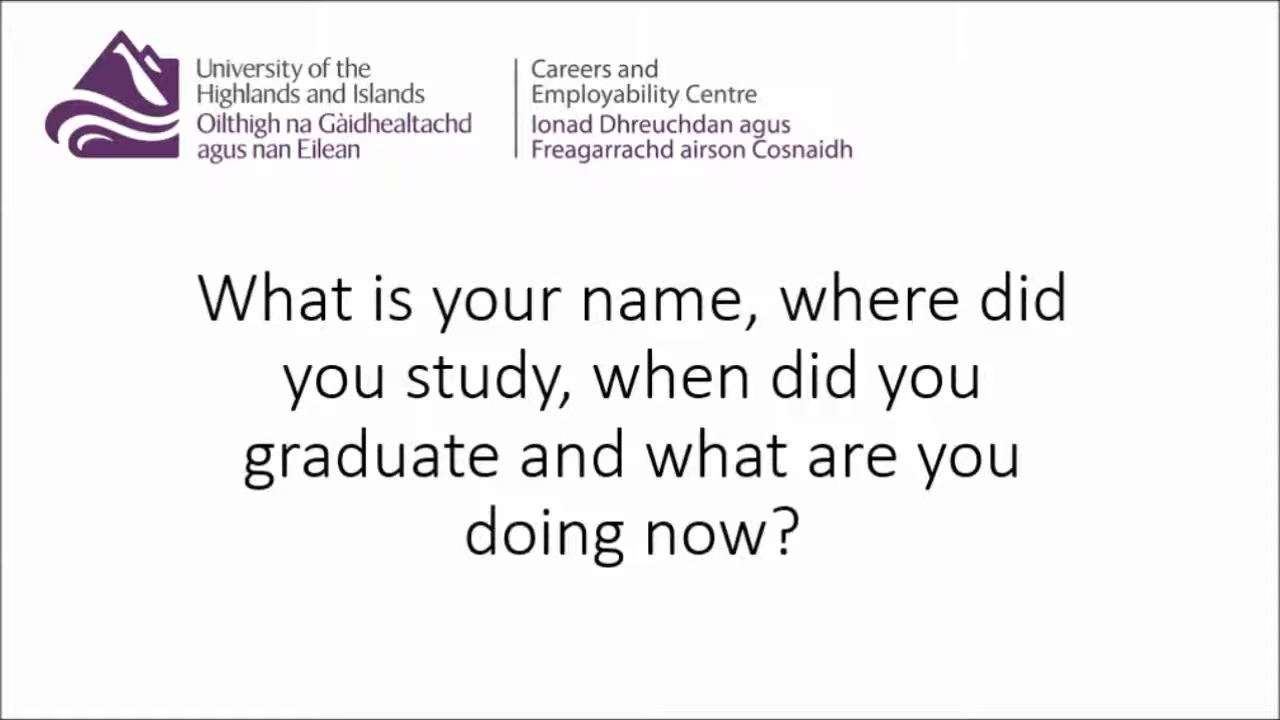 University of the
Highlands and Islands
Oilthigh na Gàidhealtachd
agus nan Eilean
Careers and
Employability Centre
Ionad Dhreuchdan agus
Freagarrachd airson Cosnaidh
What is your name, where did
you study, when did you
graduate and what are you
doing now?